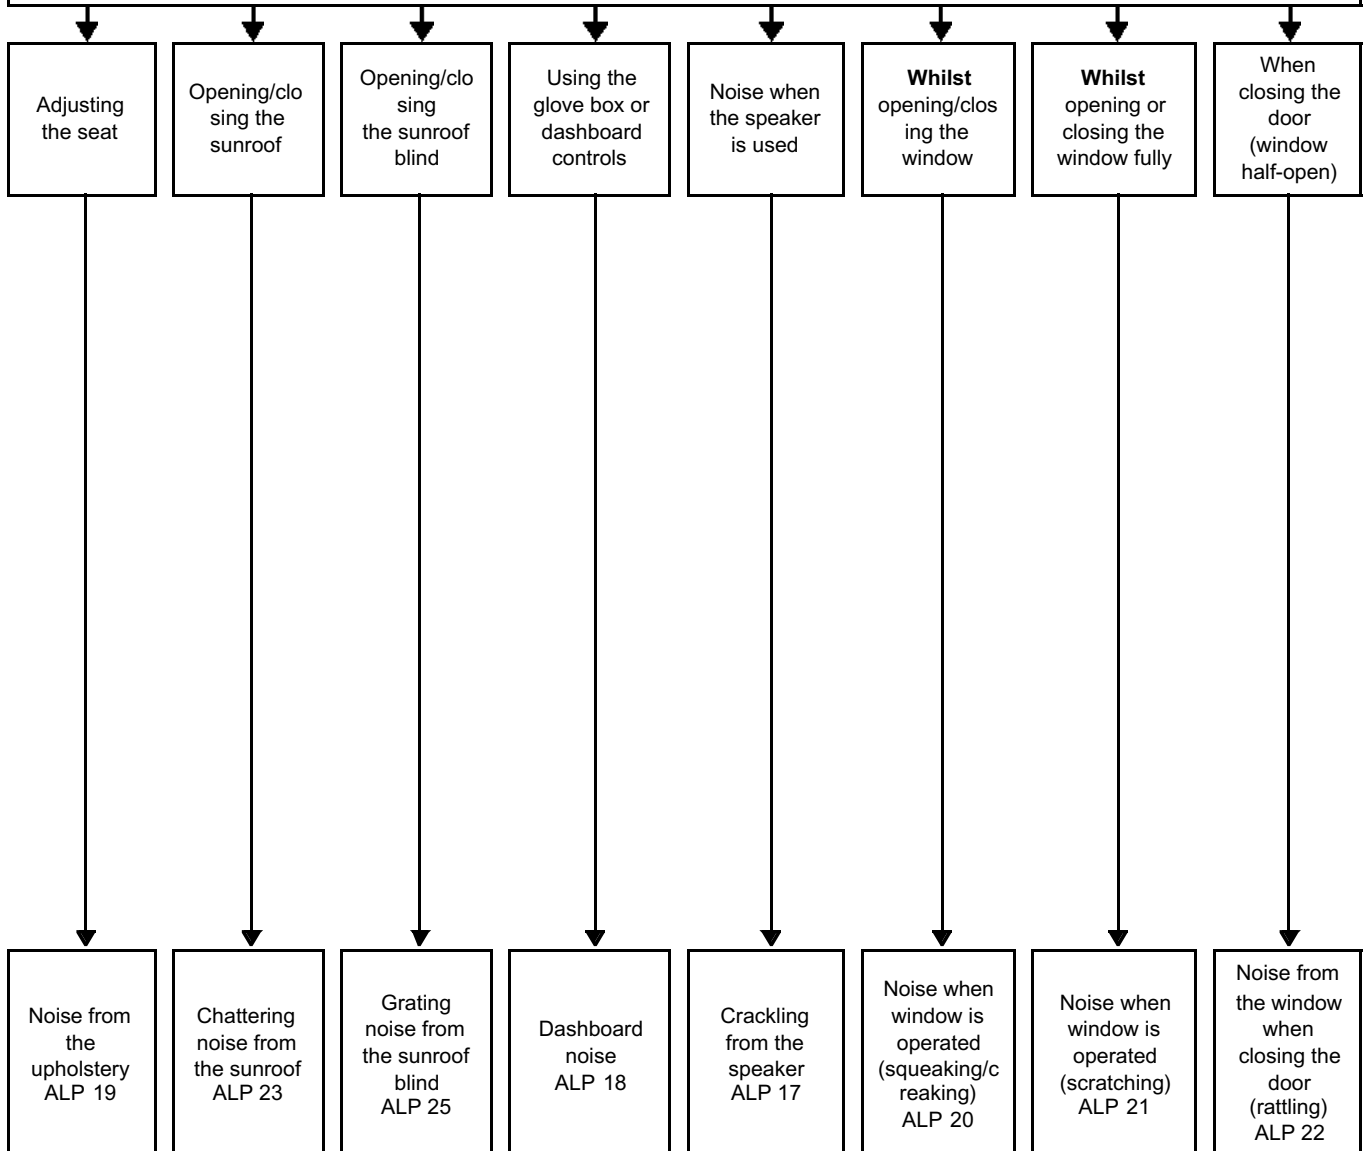 Adjusting
the seat
Opening/clo
sing the
sunroof
Opening/clo
sing
the sunroof
blind
Using the
glove box or
dashboard
controls
Noise when
the speaker
is used
Whilst
opening/clos
ing the
window
Whilst
opening or
closing the
window fully
When
closing the
door
(window
half-open)
Noise from
the
upholstery
ALP 19
Chattering
noise from
the sunroof
ALP 23
Grating
noise from
the sunroof
blind
ALP 25
Dashboard
noise
ALP 18
Crackling
from the
speaker
ALP 17
Noise when
window is
operated
(squeaking/c
reaking)
ALP 20
Noise when
window is
operated
(scratching)
ALP 21
Noise from
the window
when
closing the
door
(rattling)
ALP 22